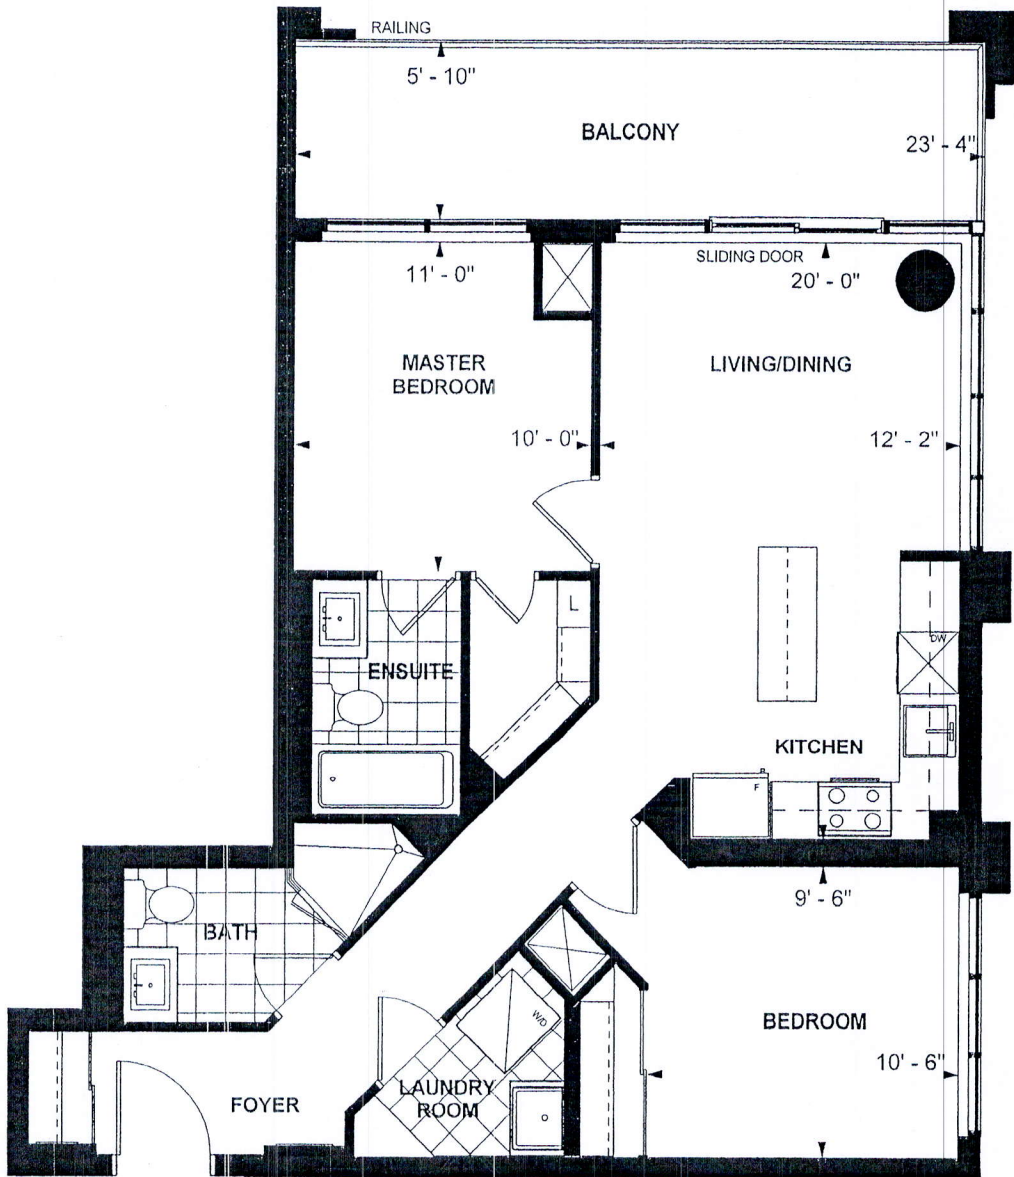 RAILING
5' - 10"
BALCONY
23' - 4"
11' - 0"
SLIDING DOOR
20' - 0"
MASTER
BEDROOM
LIVING/DINING
10' - 0"
12' - 2"
L
DW
ENSUITE
KITCHEN
F
9' - 6"
BATH
W/D
BEDROOM
10' - 6"
LAUNDRY
ROOM
FOYER